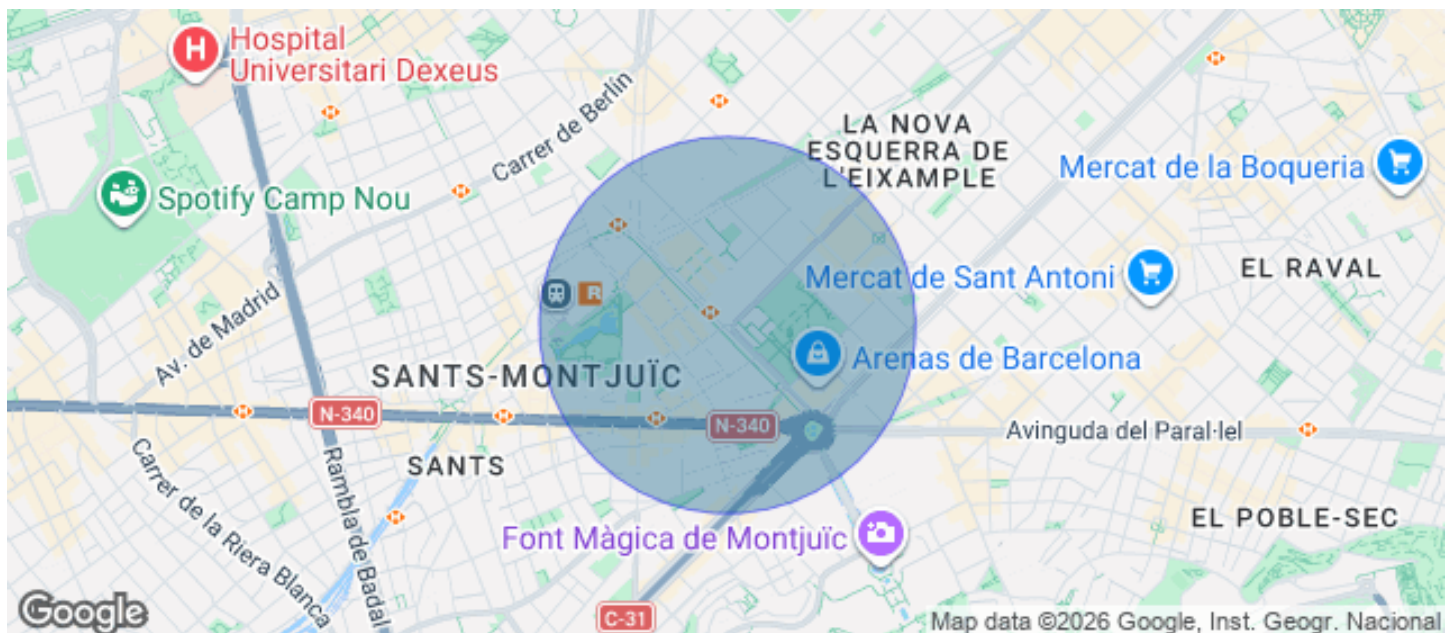 Hospital
Universitari Dexeus
H
Carrer de Berlín
LA NOVA
ESQUERRA DE
L'EIXAMPLE
Mercat de la Boqueria
Spotify Camp Nou
Mercat de Sant Antoni
EL RAVAL
R
Av. de Madrid
Arenas de Barcelona
SANTS-MONTJUÏC
N-340
N-340
Avinguda del Paral·lel
SANTS
Carrer de la Riera Blanca
Rambla de Badal
EL POBLE-SEC
Font Màgica de Montjuïc
C-31
Google
Map data ©2026 Google, Inst. Geogr. Nacional